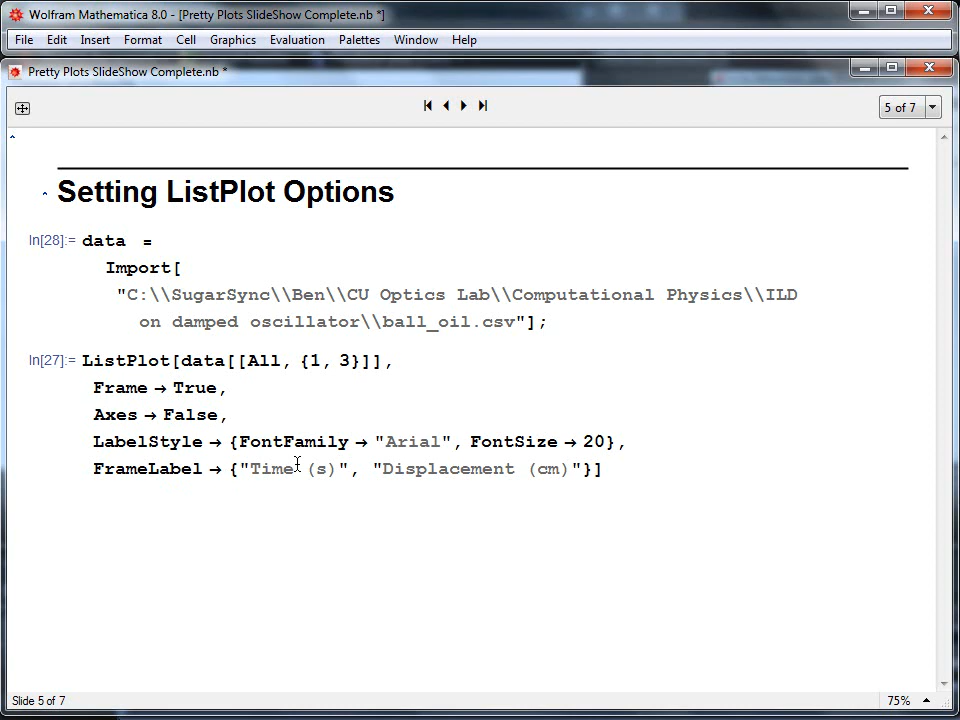 Wolfram Mathematica 8.0 - [Pretty Plots SlideShow Complete.nb *]
File Edit Insert Format Cell Graphics Evaluation Palettes Window Help
Pretty Plots SlideShow Complete.nb *
5 of 7
Setting ListPlot Options
In[28]:= data =
Import[
"C:\\SugarSync\\Ben\\CU Optics Lab\\Computational Physics\\ILD
on damped oscillator\\ball_oil.csv"];
In[27]:= ListPlot[data[[All, {1, 3}]],
Frame → True,
Axes → False,
LabelStyle → {FontFamily → "Arial", FontSize → 20},
FrameLabel → {"Time (s)", "Displacement (cm)"}]
Slide 5 of 7 75%